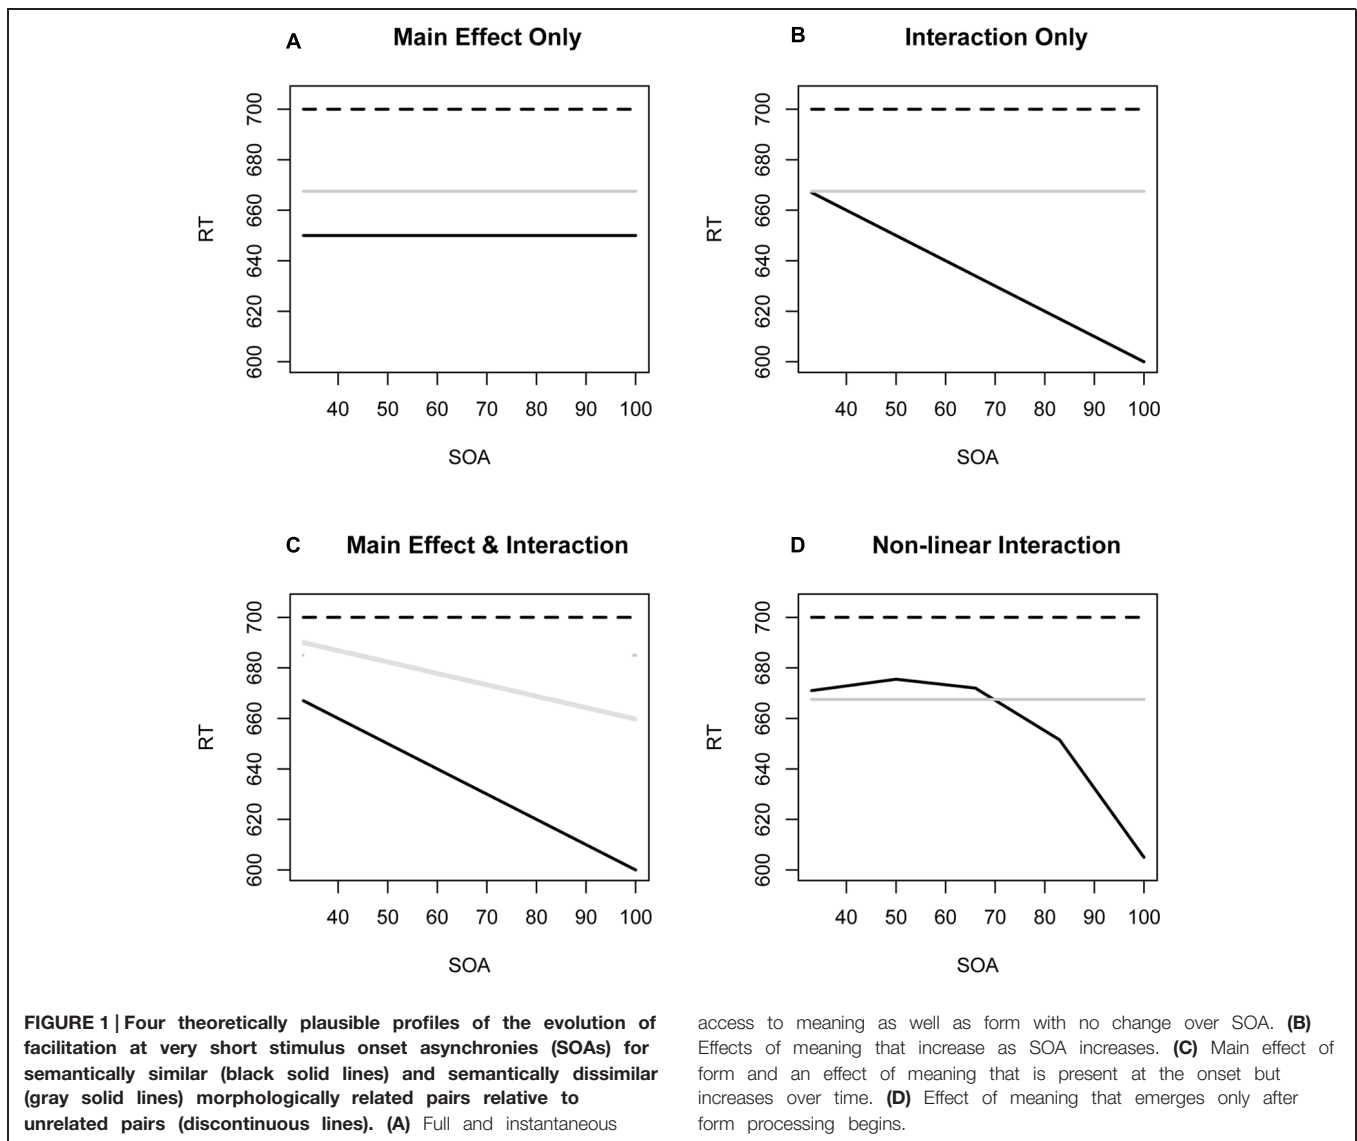 A Main Effect Only
RT
700
680
660
640
620
600
40 50 60 70 80 90 100
SOA
B Interaction Only
RT
700
680
660
640
620
600
40 50 60 70 80 90 100
SOA
C Main Effect & Interaction
RT
700
680
660
640
620
600
40 50 60 70 80 90 100
SOA
D Non-linear Interaction
RT
700
680
660
640
620
600
40 50 60 70 80 90 100
SOA
FIGURE 1 | Four theoretically plausible profiles of the evolution of
facilitation at very short stimulus onset asynchronies (SOAs) for
semantically similar (black solid lines) and semantically dissimilar
(gray solid lines) morphologically related pairs relative to
unrelated pairs (discontinuous lines). (A) Full and instantaneous
access to meaning as well as form with no change over SOA. (B)
Effects of meaning that increase as SOA increases. (C) Main effect of
form and an effect of meaning that is present at the onset but
increases over time. (D) Effect of meaning that emerges only after
form processing begins.